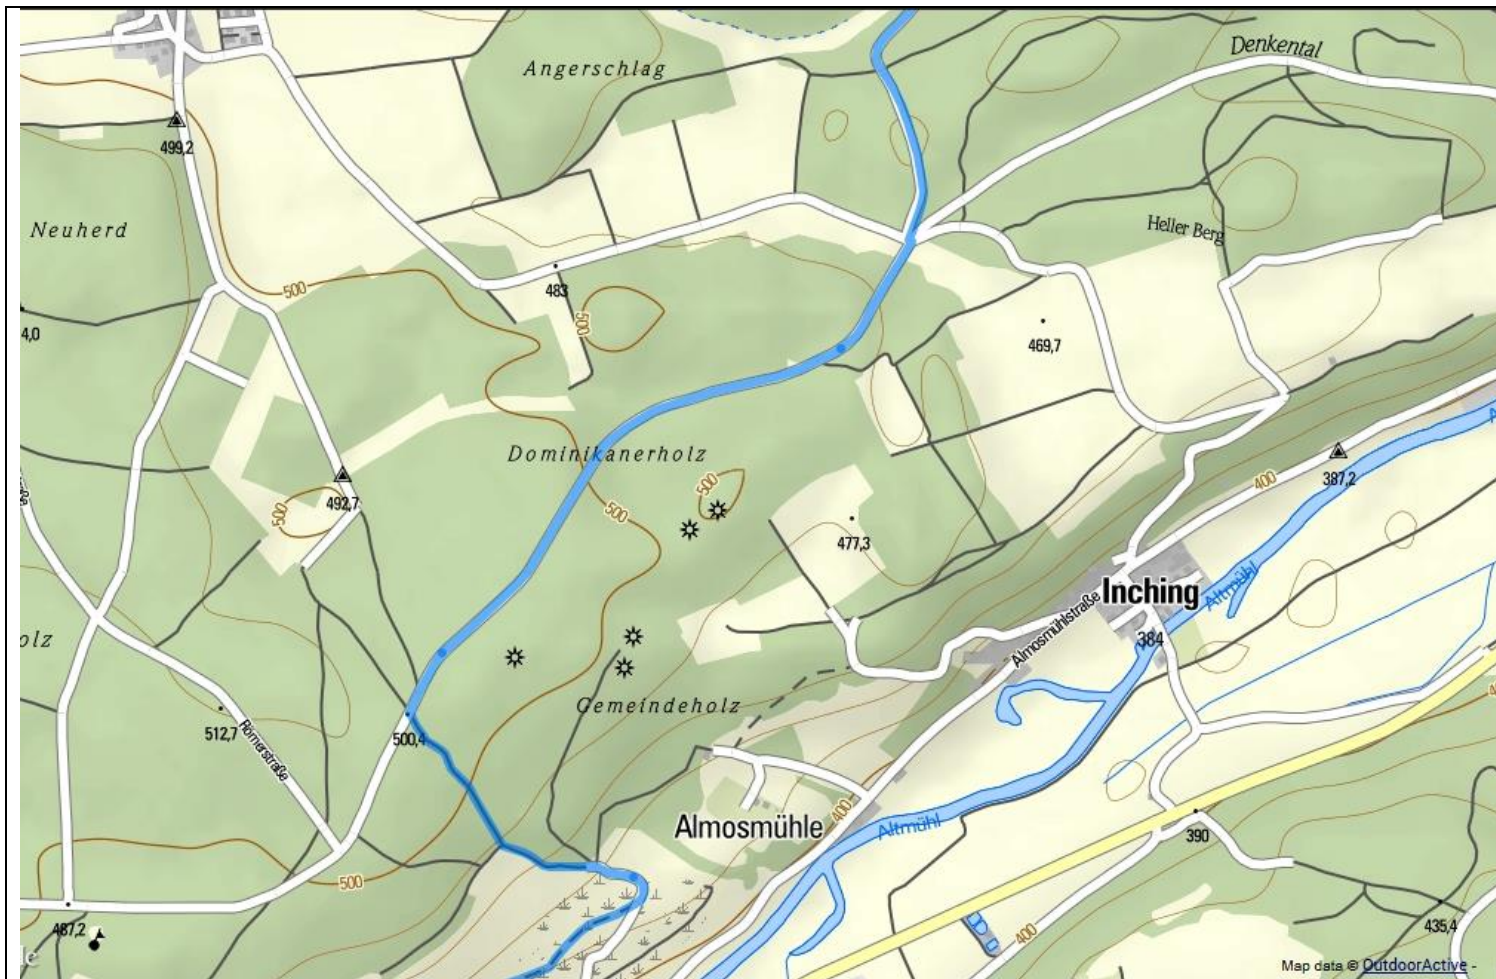 Denkental
Angerschlag
499,2
Neuherd
Heller Berg
500
483
500
4,0
469,7
Dominikanerholz
500
492,7
500
500
400
387,2
477,3
Inching
Altmühl
Almosmühlstraße
384
olz
Gemeindeholz
512,7
Römerstraße
500,4
Almosmühle
400
Altmühl
390
500
487,2
400
435,4
Map data © OutdoorActive -